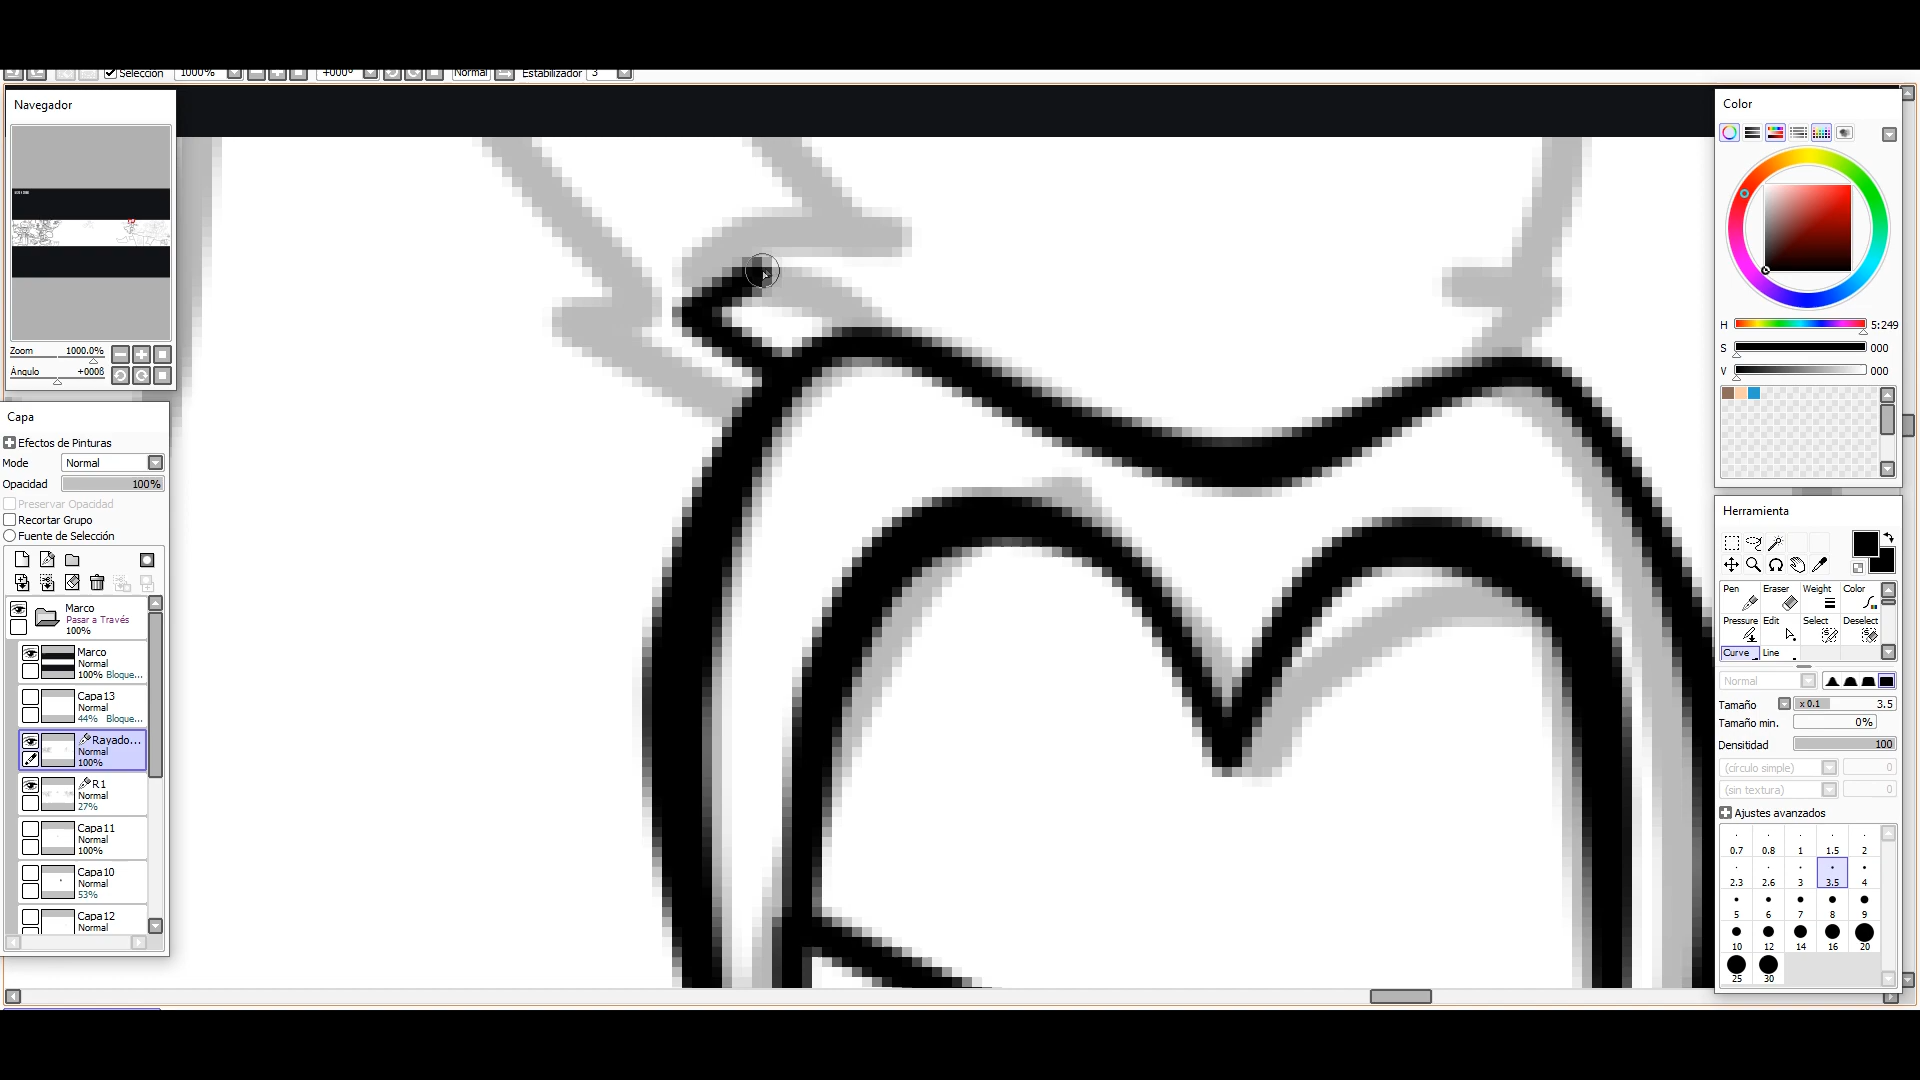 Selección 1000% +000º Normal Estabilizador 3
Navegador
Zoom 1000.0%
Ángulo +000ß
Capa
Efectos de Pinturas
Mode Normal
Opacidad 100%
Preservar Opacidad
Recortar Grupo
Fuente de Selección
Marco
Pasar a Través
100%
Marco
Normal
100% Bloque...
Capa13
Normal
44% Bloque...
Rayado...
Normal
100%
R1
Normal
27%
Capa11
Normal
100%
Capa10
Normal
53%
Capa12
Normal
Color
H 5:249
S 000
V 000
Herramienta
Pen Eraser Weight Color
Pressure Edit Select Deselect
Curve Line
Normal
Tamaño x 0.1 3.5
Tamaño min. 0%
Densitidad 100
(círculo simple) 0
(sin textura) 0
Ajustes avanzados
0.7 0.8 1 1.5 2
2.3 2.6 3 3.5 4
5 6 7 8 9
10 12 14 16 20
25 30